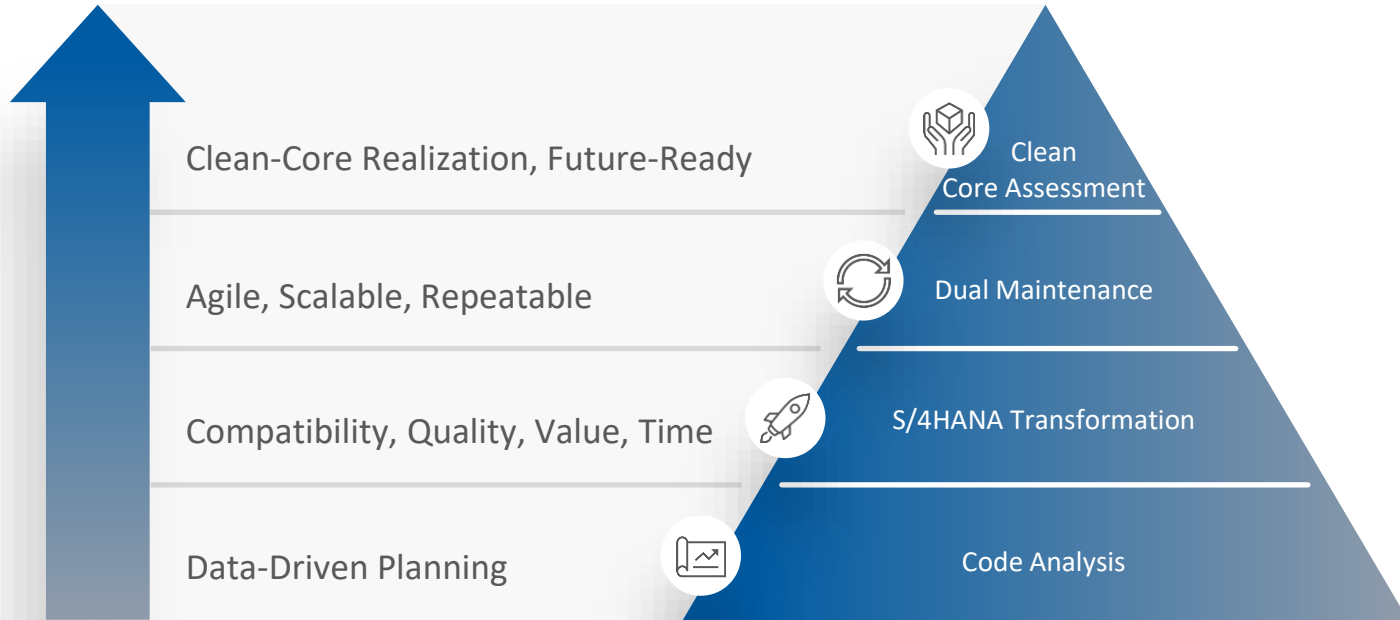 Clean-Core Realization, Future-Ready
Clean
Core Assessment
Agile, Scalable, Repeatable
Dual Maintenance
Compatibility, Quality, Value, Time
S/4HANA Transformation
Data-Driven Planning
Code Analysis